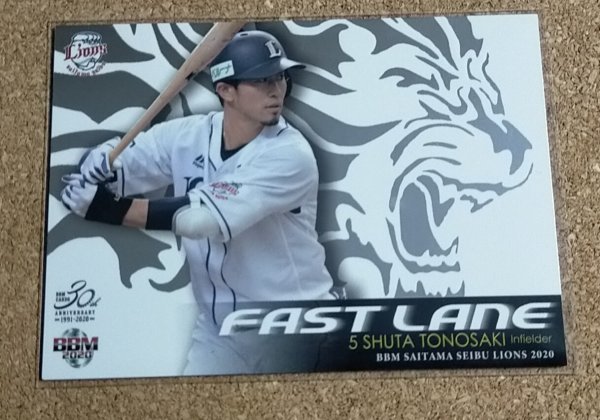 Lions
BBM
CARDS
30th
ANNIVERSARY
1991-2020
BBM
2020
FAST LANE
5 SHUTA TONOSAKI Infielder
BBM SAITAMA SEIBU LIONS 2020